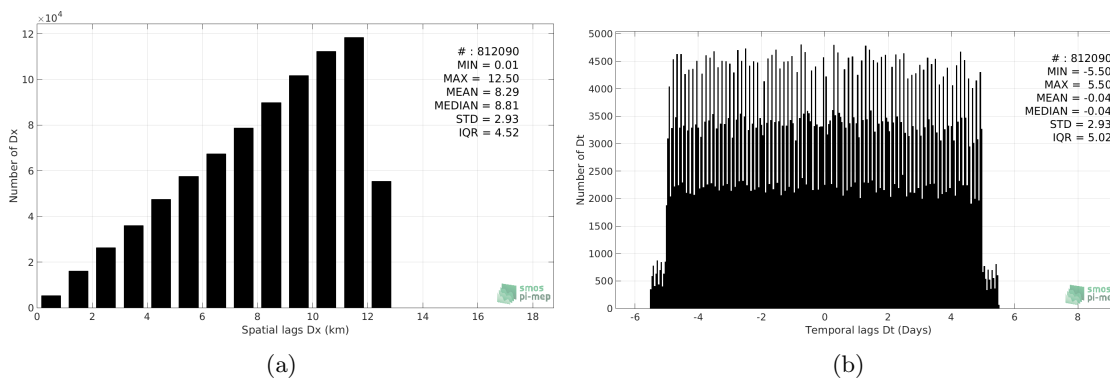 ×10⁴
12
10
8
6
4
2
0
Number of Dx
# : 812090
MIN = 0.01
MAX = 12.50
MEAN = 8.29
MEDIAN = 8.81
STD = 2.93
IQR = 4.52
smos
pi-mep
0 2 4 6 8 10 12 14 16 18
Spatial lags Dx (km)
(a)
5000
4500
4000
3500
3000
2500
2000
1500
1000
500
0
Number of Dt
# : 812090
MIN = -5.50
MAX = 5.50
MEAN = -0.04
MEDIAN = -0.04
STD = 2.93
IQR = 5.02
smos
pi-mep
-6 -4 -2 0 2 4 6 8
Temporal lags Dt (Days)
(b)